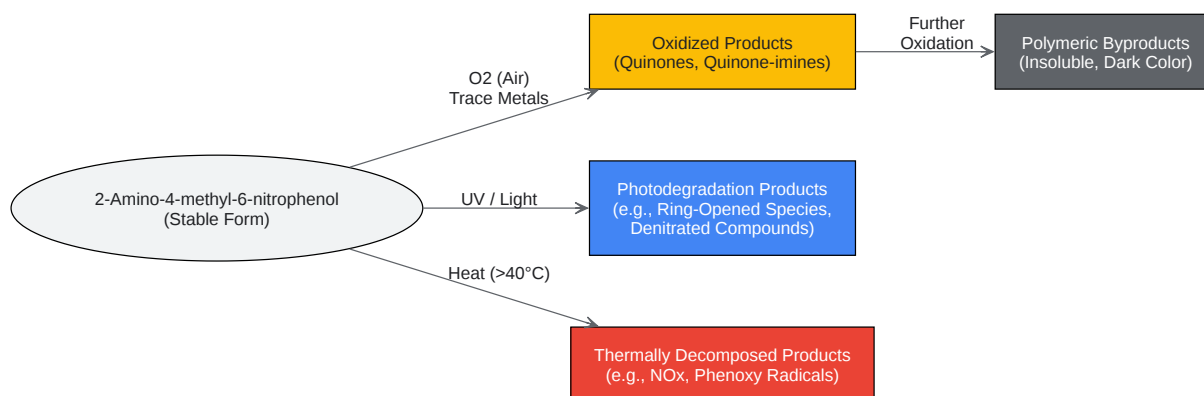 2-Amino-4-methyl-6-nitrophenol
(Stable Form)
O2 (Air)
Trace Metals
Oxidized Products
(Quinones, Quinone-imines)
Further
Oxidation
Polymeric Byproducts
(Insoluble, Dark Color)
UV / Light
Photodegradation Products
(e.g., Ring-Opened Species,
Denitrated Compounds)
Heat (>40°C)
Thermally Decomposed Products
(e.g., NOx, Phenoxy Radicals)